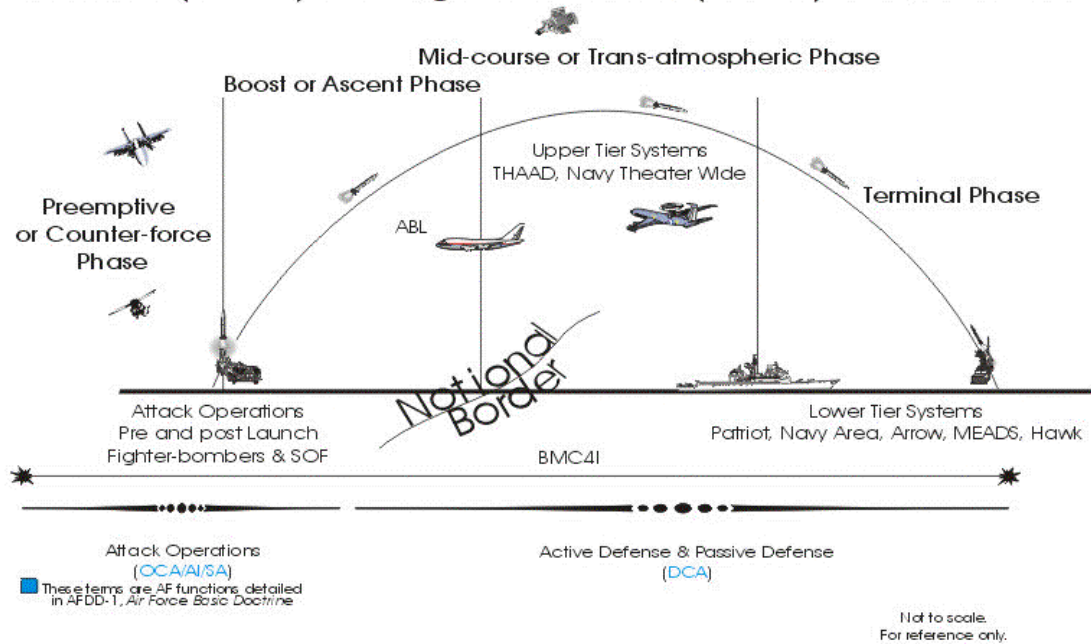 Mid-course or Trans-atmospheric Phase
Boost or Ascent Phase
Upper Tier Systems
THAAD, Navy Theater Wide
Terminal Phase
Preemptive
or Counter-force
Phase
ABL
Notional
Border
Attack Operations
Pre and post Launch
Fighter-bombers & SOF
Lower Tier Systems
Patriot, Navy Area, Arrow, MEADS, Hawk
BMC4I
Attack Operations
(OCA/AI/SA)
These terms are AF functions detailed
in AFDD-1, Air Force Basic Doctrine
Active Defense & Passive Defense
(DCA)
Not to scale.
For reference only.